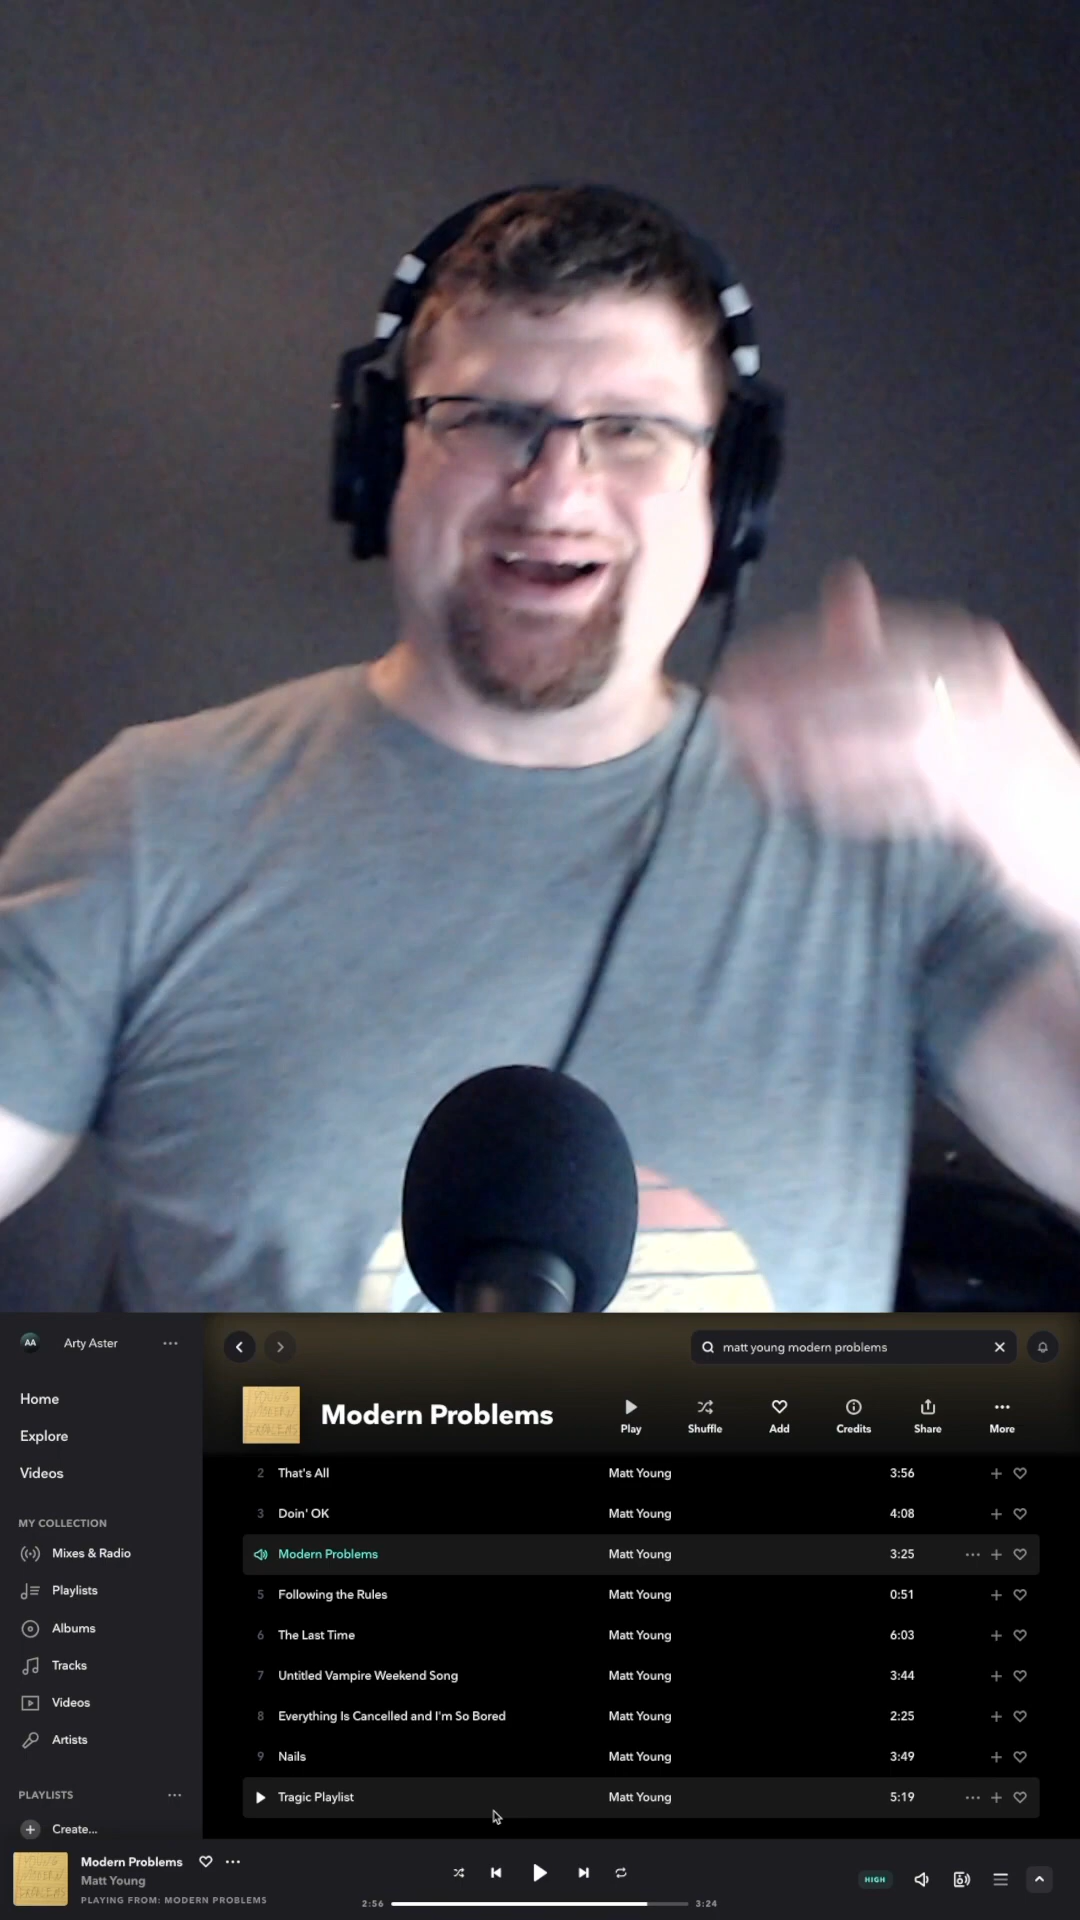 AA Arty Aster ...
matt young modern problems
Home
Explore
Videos
MY COLLECTION
Mixes & Radio
Playlists
Albums
Tracks
Videos
Artists
PLAYLISTS ...
Create...
Modern Problems
Play Shuffle Add Credits Share More
2 That's All Matt Young 3:56
3 Doin' OK Matt Young 4:08
Modern Problems Matt Young 3:25
5 Following the Rules Matt Young 0:51
6 The Last Time Matt Young 6:03
7 Untitled Vampire Weekend Song Matt Young 3:44
8 Everything Is Cancelled and I'm So Bored Matt Young 2:25
9 Nails Matt Young 3:49
Tragic Playlist Matt Young 5:19
Modern Problems
Matt Young
PLAYING FROM: MODERN PROBLEMS
2:56 3:24
HIGH